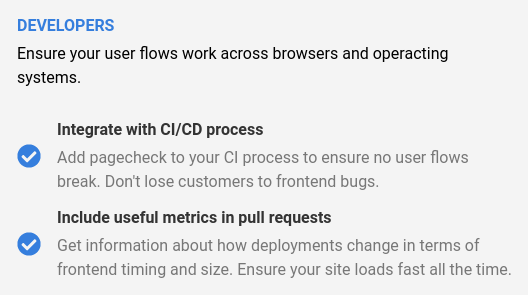 DEVELOPERS
Ensure your user flows work across browsers and operacting
systems.
Integrate with CI/CD process
Add pagecheck to your CI process to ensure no user flows
break. Don't lose customers to frontend bugs.
Include useful metrics in pull requests
Get information about how deployments change in terms of
frontend timing and size. Ensure your site loads fast all the time.